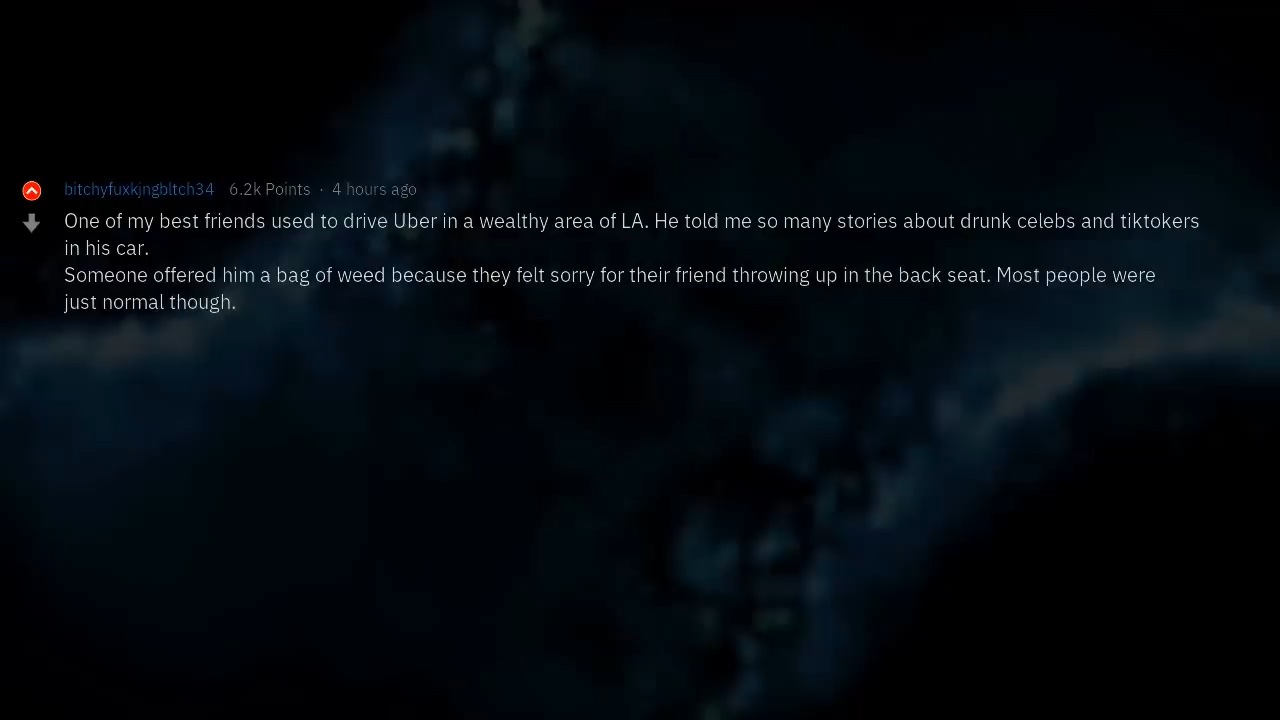 bitchyfuxkjngbltch34 6.2k Points · 4 hours ago
One of my best friends used to drive Uber in a wealthy area of LA. He told me so many stories about drunk celebs and tiktokers
in his car.
Someone offered him a bag of weed because they felt sorry for their friend throwing up in the back seat. Most people were
just normal though.